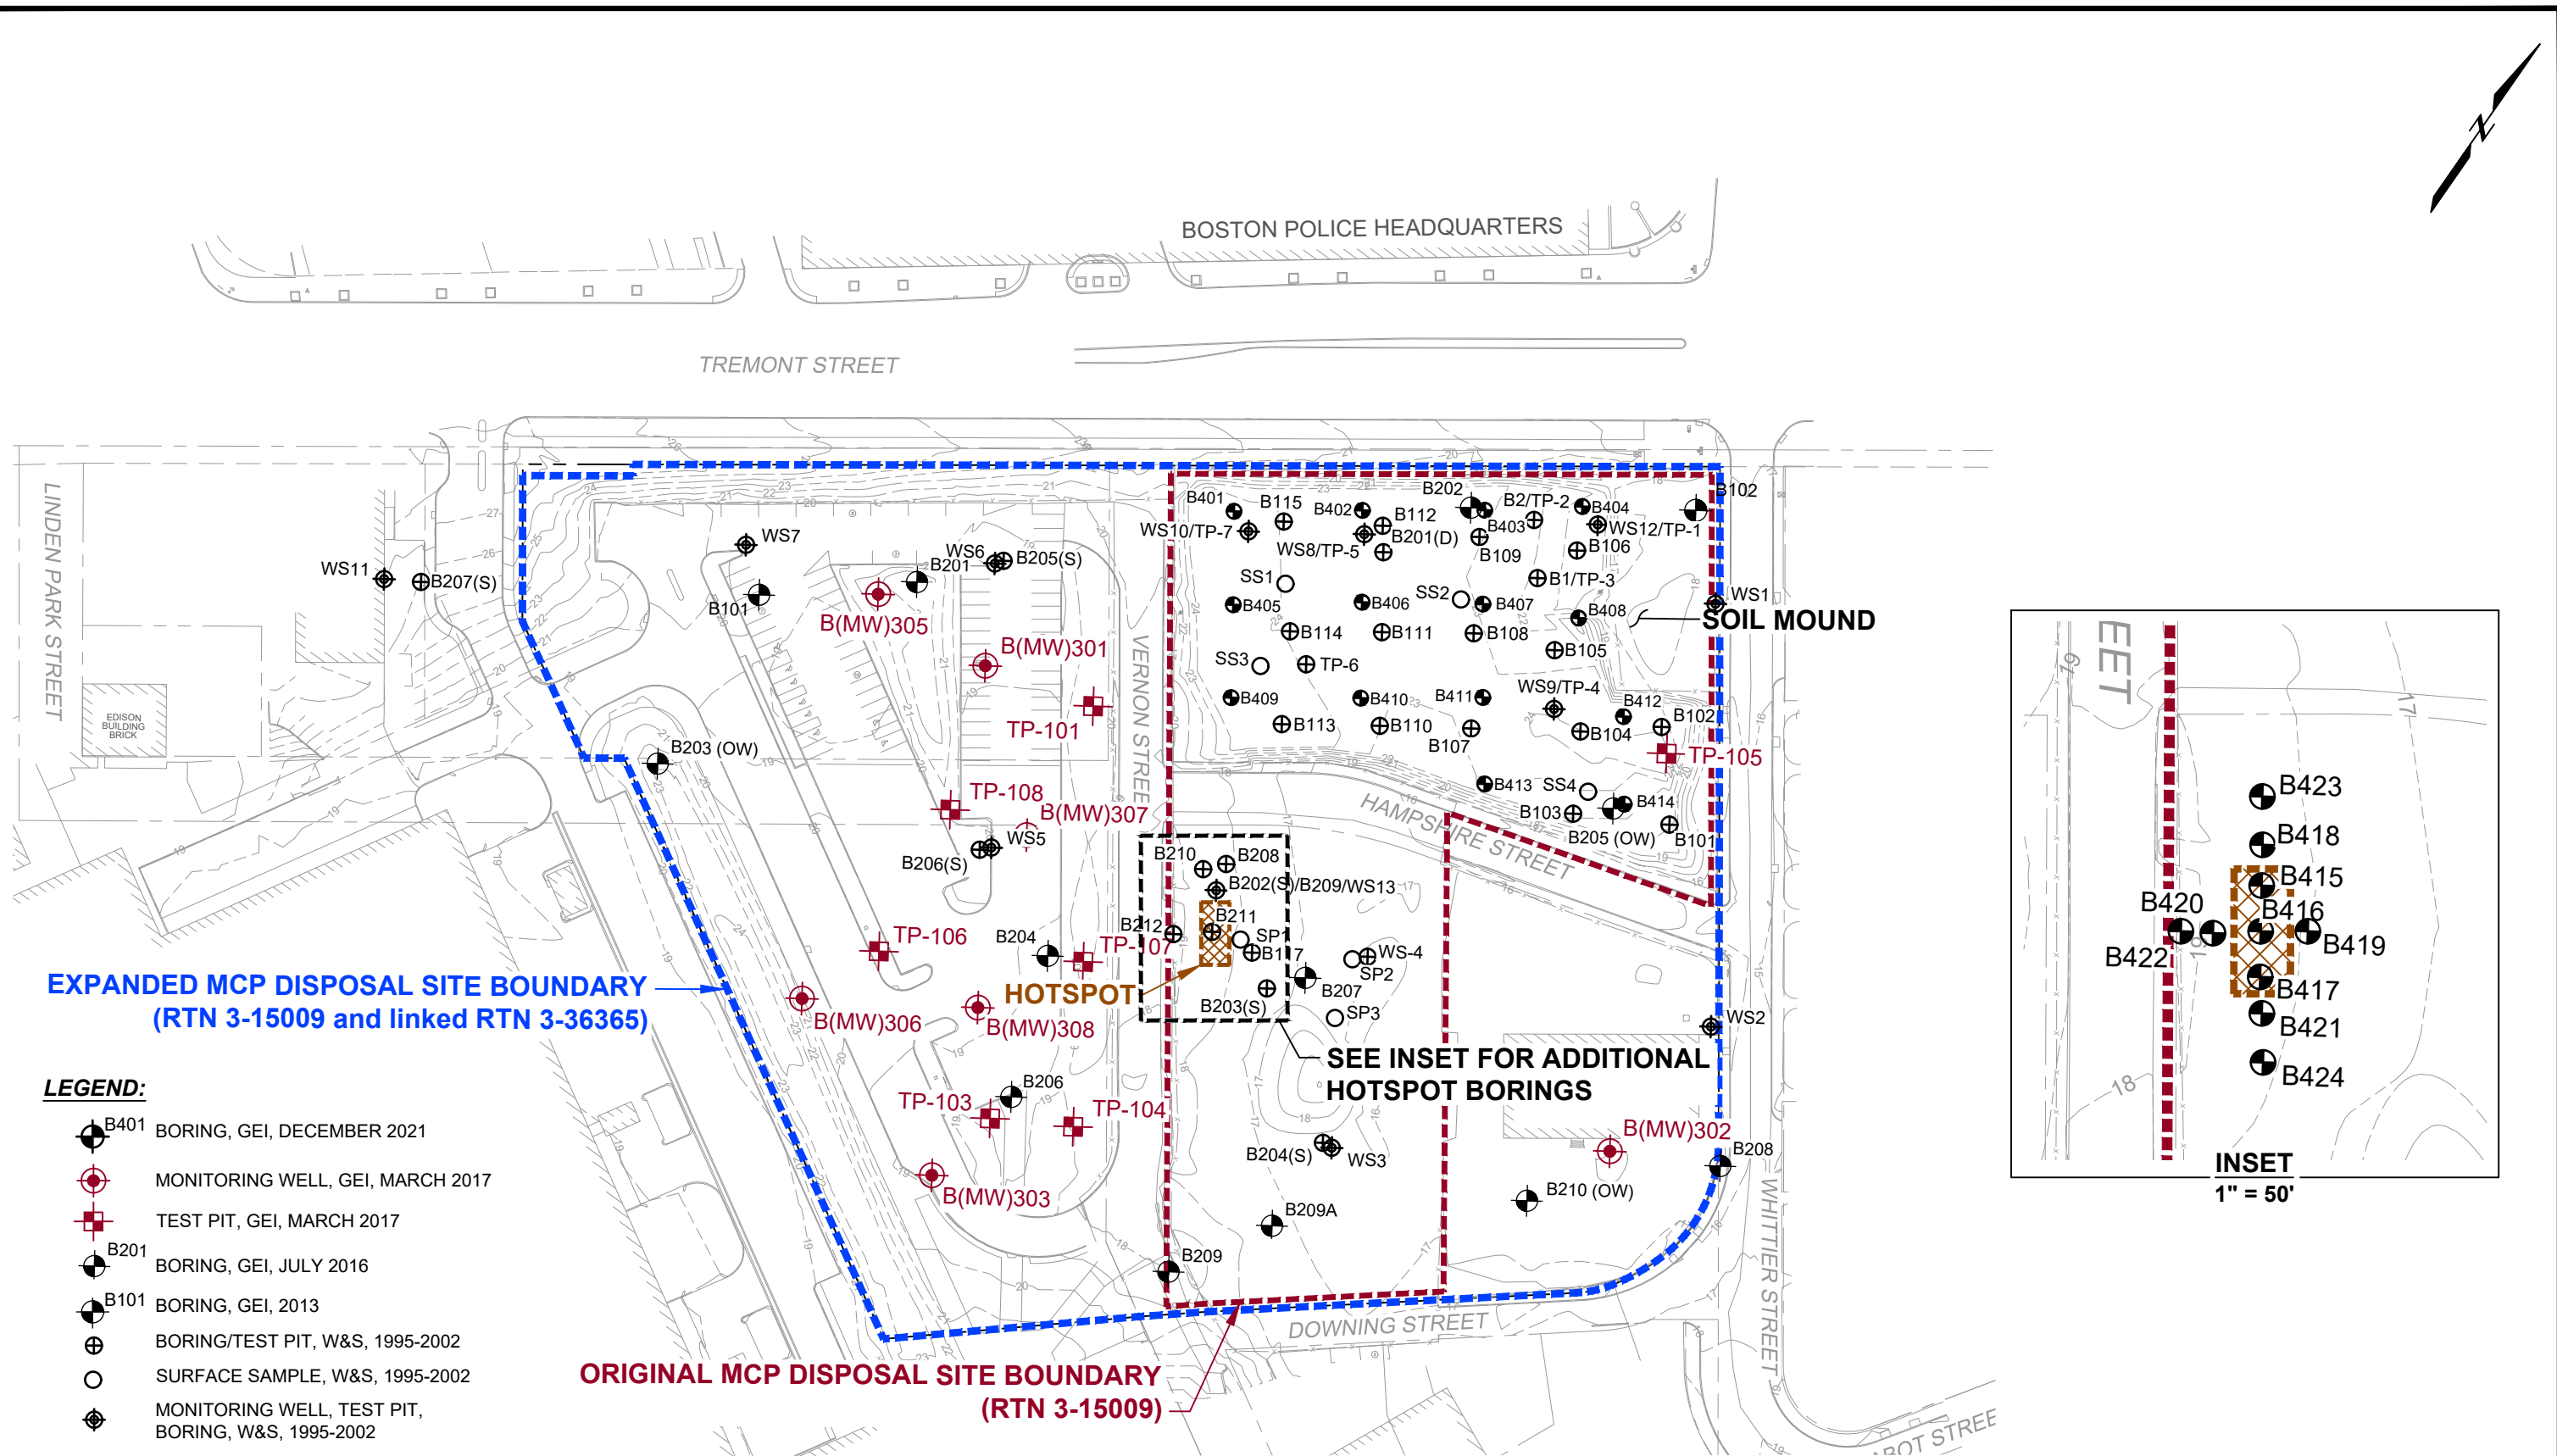 BOSTON POLICE HEADQUARTERS
TREMONT STREET
LINDEN PARK STREET
EDISON
BUILDING
BRICK
VERNON STREET
HAMPSHIRE STREET
WHITTIER STREET
DOWNING STREET
N
B401
B115
B402
B202
B2/TP-2
B404
B102
WS10/TP-7
B112
B403
WS12/TP-1
WS8/TP-5
B201(D)
B109
B106
WS7
WS6
B205(S)
B201
WS11
B207(S)
B101
B(MW)305
SS1
SS2
B1/TP-3
B405
B406
B407
B408
WS1
SOIL MOUND
B114
B111
B108
B105
B(MW)301
SS3
TP-6
TP-101
B409
B410
B411
WS9/TP-4
B412
B102
B113
B110
B107
B104
TP-105
B203 (OW)
TP-108
B(MW)307
B413
SS4
B414
B103
B205 (OW)
B101
WS5
B206(S)
B210
B208
B202(S)/B209/WS13
B212
B211
SP1
TP-106
B204
TP-107
WS-4
SP2
HOTSPOT
B207
B203(S)
SP3
B(MW)306
B(MW)308
WS2
SEE INSET FOR ADDITIONAL
HOTSPOT BORINGS
EXPANDED MCP DISPOSAL SITE BOUNDARY
(RTN 3-15009 and linked RTN 3-36365)
B206
TP-103
TP-104
B204(S)
WS3
B(MW)302
B208
B(MW)303
B210 (OW)
B209A
B209
ORIGINAL MCP DISPOSAL SITE BOUNDARY
(RTN 3-15009)
LEGEND:
B401 BORING, GEI, DECEMBER 2021
MONITORING WELL, GEI, MARCH 2017
TEST PIT, GEI, MARCH 2017
B201 BORING, GEI, JULY 2016
B101 BORING, GEI, 2013
BORING/TEST PIT, W&S, 1995-2002
SURFACE SAMPLE, W&S, 1995-2002
MONITORING WELL, TEST PIT,
BORING, W&S, 1995-2002
EET
19
17
B423
B418
B415
B420
B416
B422
B419
B417
B421
B424
18
INSET
1" = 50'